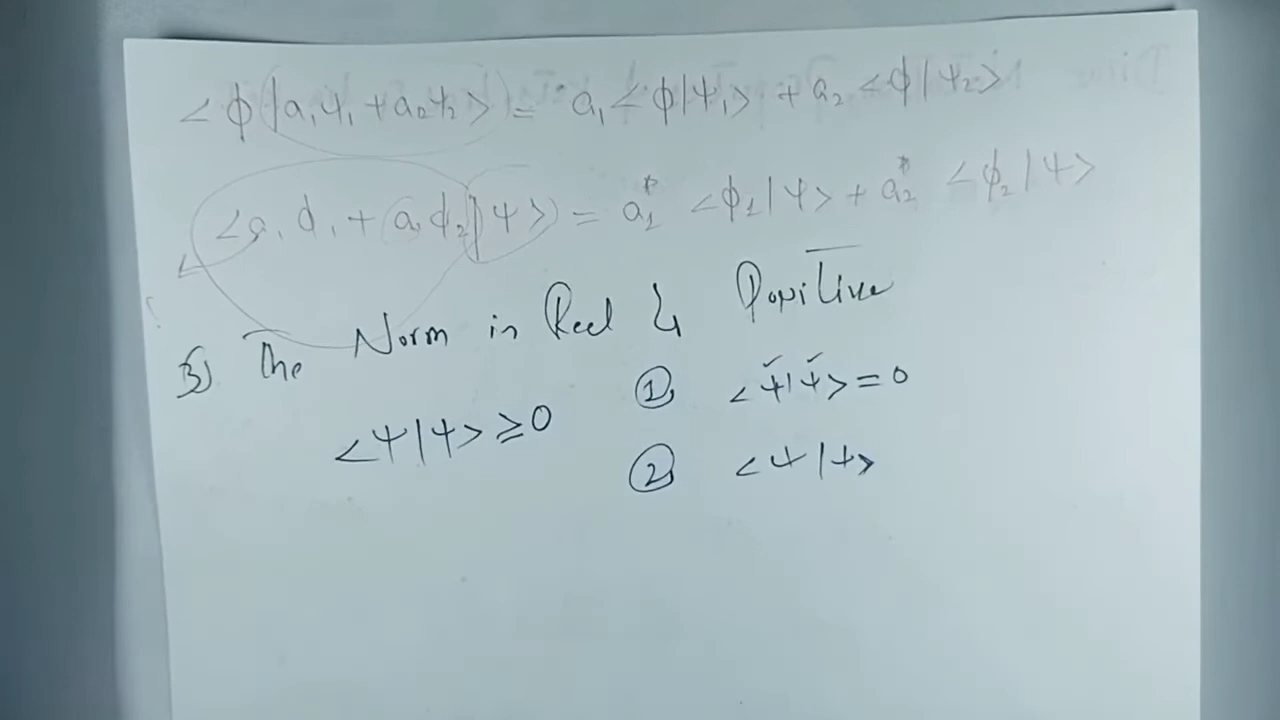 <ϕ|a₁ψ₁+a₂ψ₂> = a₁<ϕ|ψ₁> + a₂<ϕ|ψ₂>
<a₁ϕ₁+a₂ϕ₂|ψ> = a₁* <ϕ₁|ψ> + a₂* <ϕ₂|ψ>
3) The Norm is Real & Positive
<ψ|ψ> ≥ 0 ① <ψ|ψ> = 0
② <ψ|ψ>